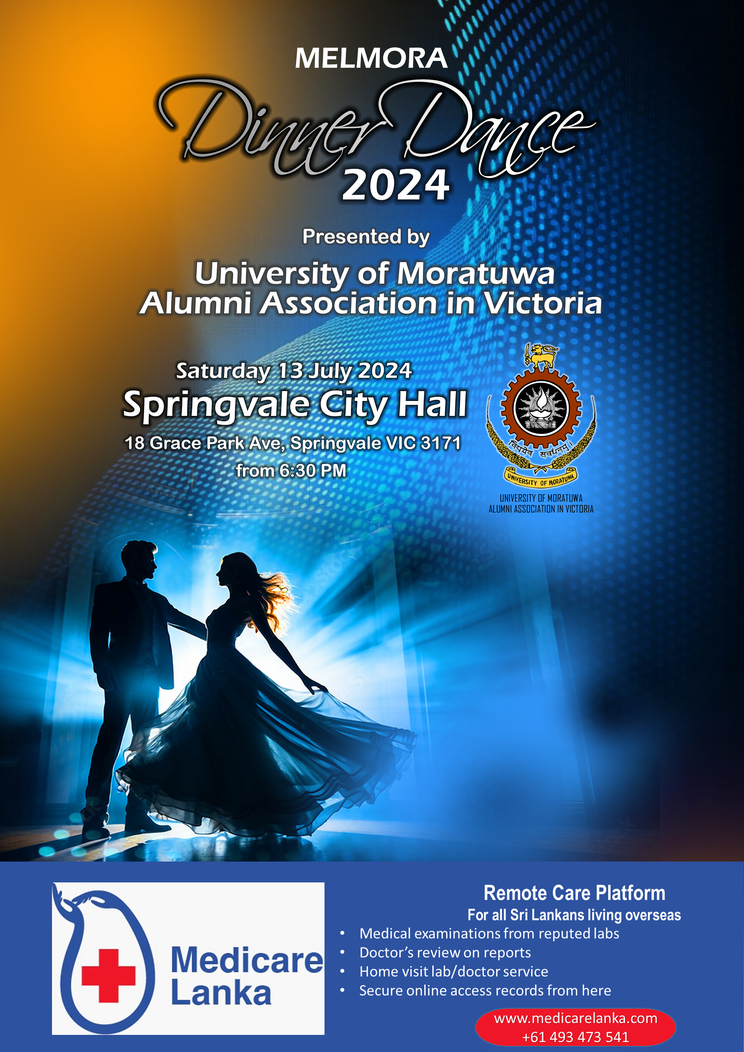 MELMORA
Dinner Dance
2024
Presented by
University of Moratuwa
Alumni Association in Victoria
Saturday 13 July 2024
Springvale City Hall
18 Grace Park Ave, Springvale VIC 3171
from 6:30 PM
UNIVERSITY OF MORATUWA
UNIVERSITY OF MORATUWA
ALUMNI ASSOCIATION IN VICTORIA
Medicare
Lanka
Remote Care Platform
For all Sri Lankans living overseas
• Medical examinations from reputed labs
• Doctor's review on reports
• Home visit lab/doctor service
• Secure online access records from here
www.medicarelanka.com
+61 493 473 541